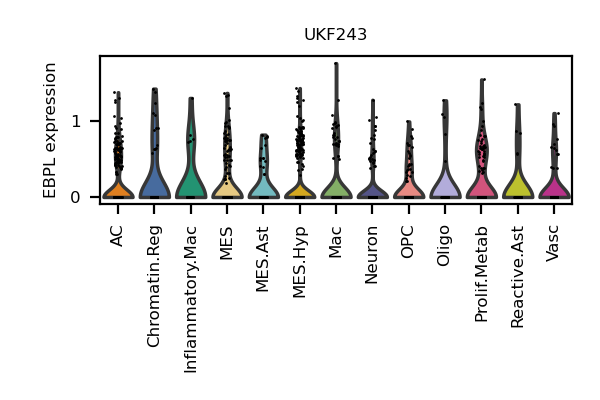 UKF243
EBPL expression
1
0
AC
Chromatin.Reg
Inflammatory.Mac
MES
MES.Ast
MES.Hyp
Mac
Neuron
OPC
Oligo
Prolif.Metab
Reactive.Ast
Vasc